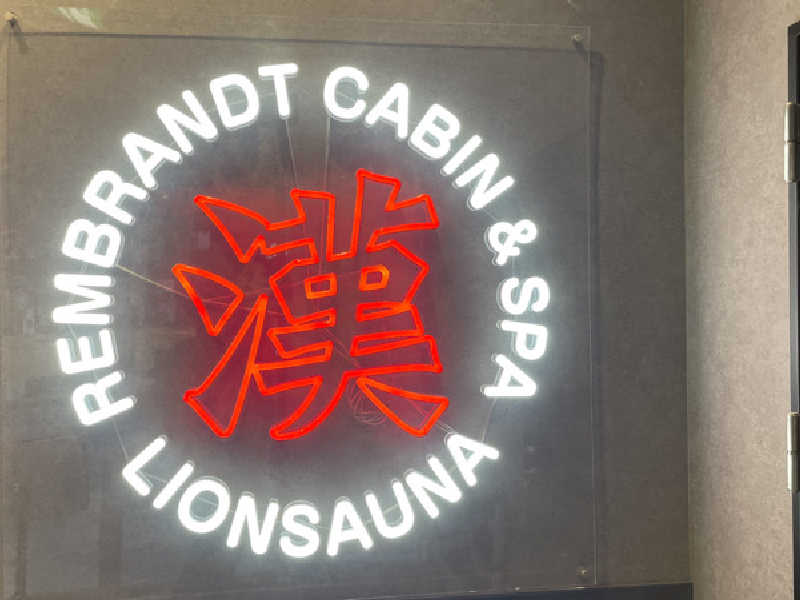 REMBRANDT CABIN & SPA
漢
LIONSAUNA